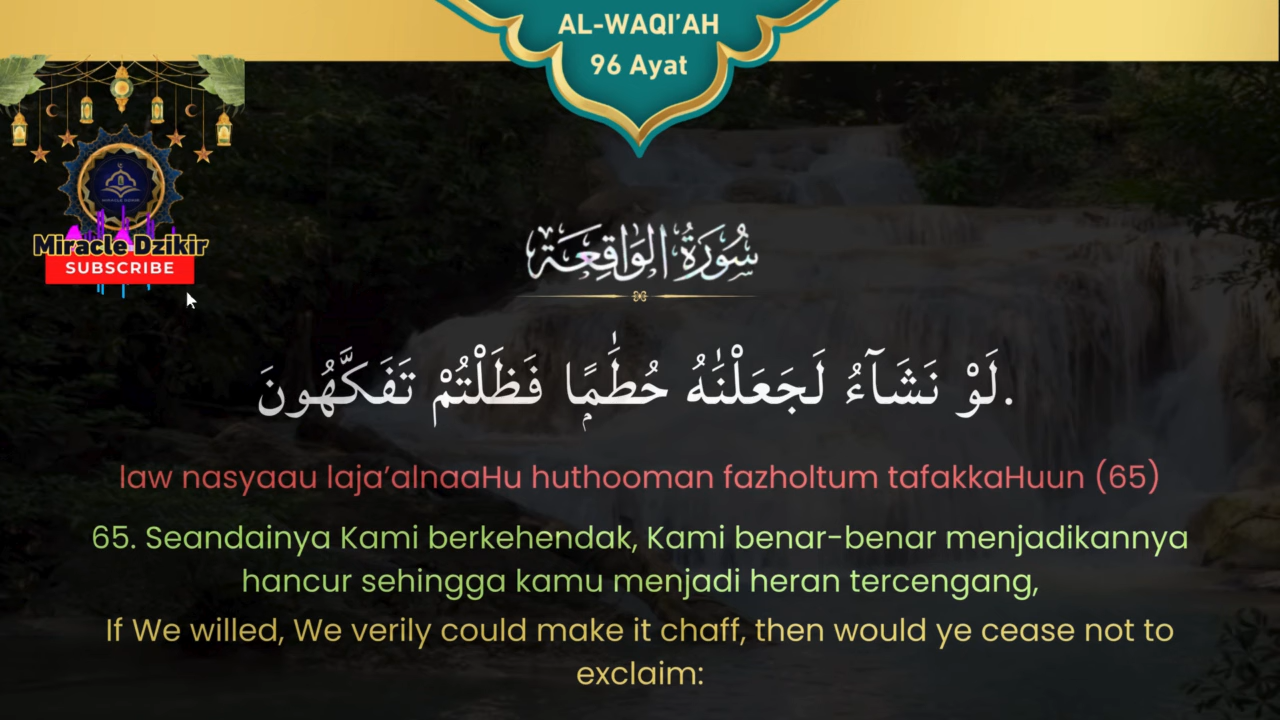 AL-WAQI’AH
96 Ayat
Miracle Dzikir
SUBSCRIBE
سُورَةُ الوَاقِعَة
لَوْ نَشَآءُ لَجَعَلْنَٰهُ حُطَٰمًۭا فَظَلْتُمْ تَفَكَّهُونَ.
law nasyaau laja’alnaaHu huthooman fazholtum tafakkaHuun (65)
65. Seandainya Kami berkehendak, Kami benar-benar menjadikannya
hancur sehingga kamu menjadi heran tercengang,
If We willed, We verily could make it chaff, then would ye cease not to
exclaim: